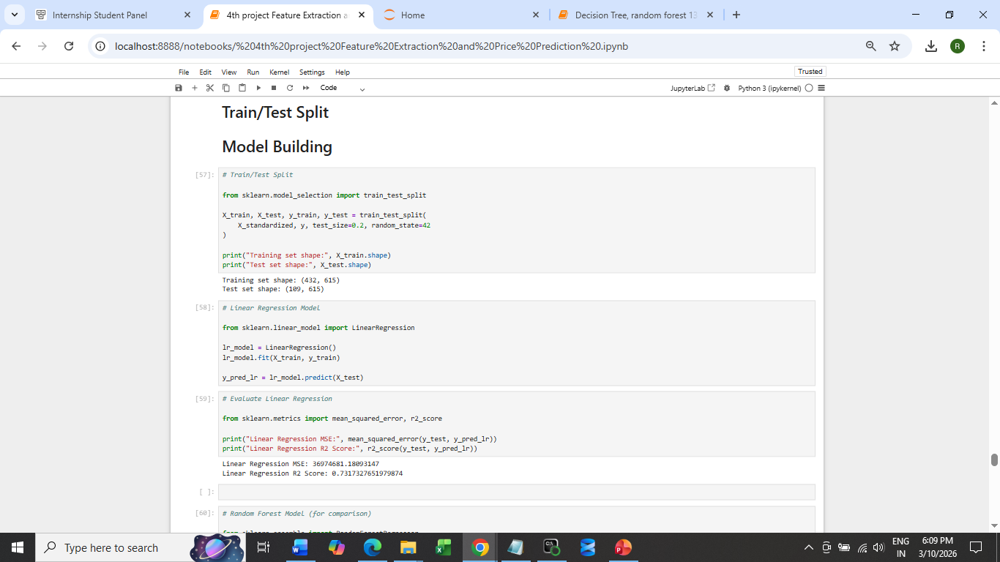 Internship Student Panel
4th project Feature Extraction a
Home
Decision Tree, random forest 13
localhost:8888/notebooks/%204th%20project%20Feature%20Extraction%20and%20Price%20Prediction%20.ipynb
R
File Edit View Run Kernel Settings Help
Trusted
Code
JupyterLab
Python 3 (ipykernel)
Train/Test Split
Model Building
[57]:
# Train/Test Split
from sklearn.model_selection import train_test_split
X_train, X_test, y_train, y_test = train_test_split(
X_standardized, y, test_size=0.2, random_state=42
)
print("Training set shape:", X_train.shape)
print("Test set shape:", X_test.shape)
Training set shape: (432, 615)
Test set shape: (109, 615)
[58]:
# Linear Regression Model
from sklearn.linear_model import LinearRegression
lr_model = LinearRegression()
lr_model.fit(X_train, y_train)
y_pred_lr = lr_model.predict(X_test)
[59]:
# Evaluate Linear Regression
from sklearn.metrics import mean_squared_error, r2_score
print("Linear Regression MSE:", mean_squared_error(y_test, y_pred_lr))
print("Linear Regression R2 Score:", r2_score(y_test, y_pred_lr))
Linear Regression MSE: 36974681.18093147
Linear Regression R2 Score: 0.7317327651979874
[ ]:
[60]:
# Random Forest Model (for comparison)
Type here to search
ENG
IN
6:09 PM
3/10/2026